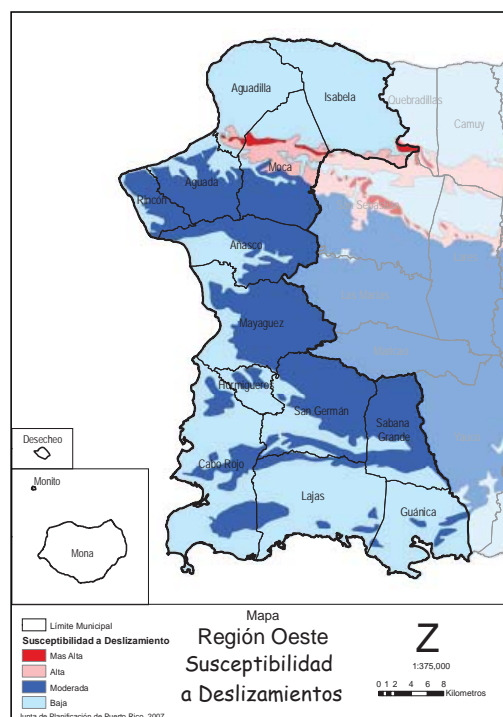 Aguadilla
Isabela
Quebradillas
Camuy
Moca
Aguada
Rincón
Añasco
Mayaguez
Hormigueros
San Germán
Sabana
Grande
Cabo Rojo
Lajas
Guánica
Desecheo
Monito
Mona
Límite Municipal
Susceptibilidad a Deslizamiento
Mas Alta
Alta
Moderada
Baja
Junta de Planificación de Puerto Rico, 2007
Mapa
Región Oeste
Susceptibilidad
a Deslizamientos
Z
1:375,000
0 1 2 4 6 8
Kilometros